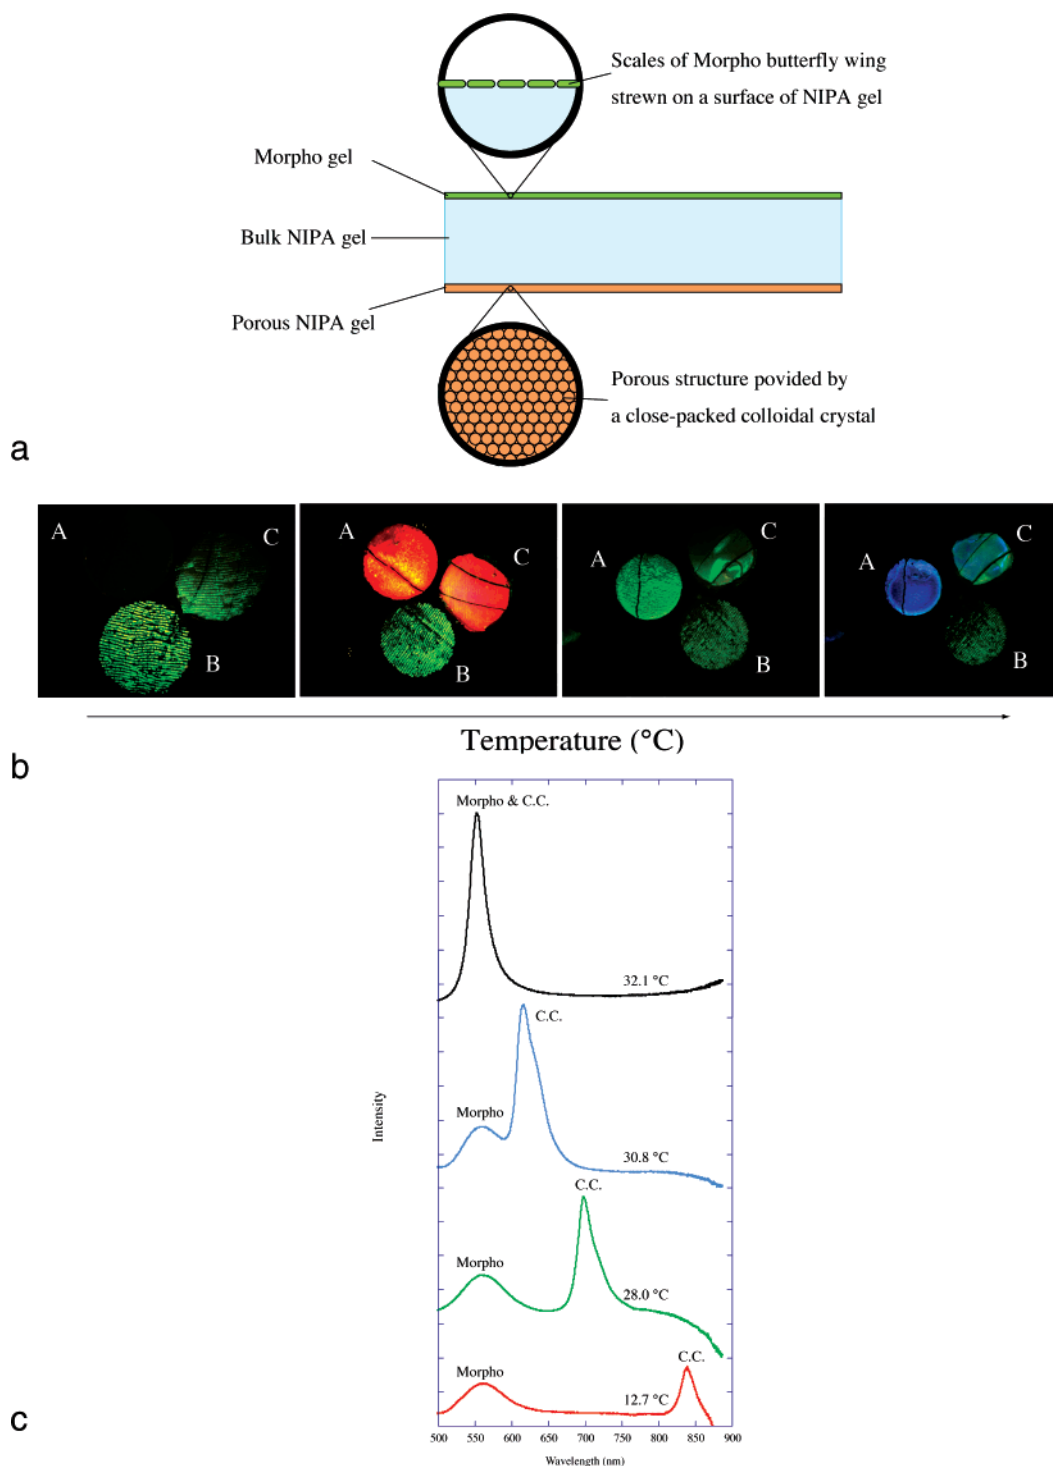 Scales of Morpho butterfly wing
strewn on a surface of NIPA gel
Morpho gel
Bulk NIPA gel
Porous NIPA gel
Porous structure povided by
a close-packed colloidal crystal
a
A
C
B
A
C
B
A
C
B
A
C
B
Temperature (°C)
b
Morpho & C.C.
32.1 °C
C.C.
Morpho
30.8 °C
C.C.
Morpho
28.0 °C
C.C.
Morpho
12.7 °C
Intensity
500 550 600 650 700 750 800 850 900
Wavelength (nm)
c